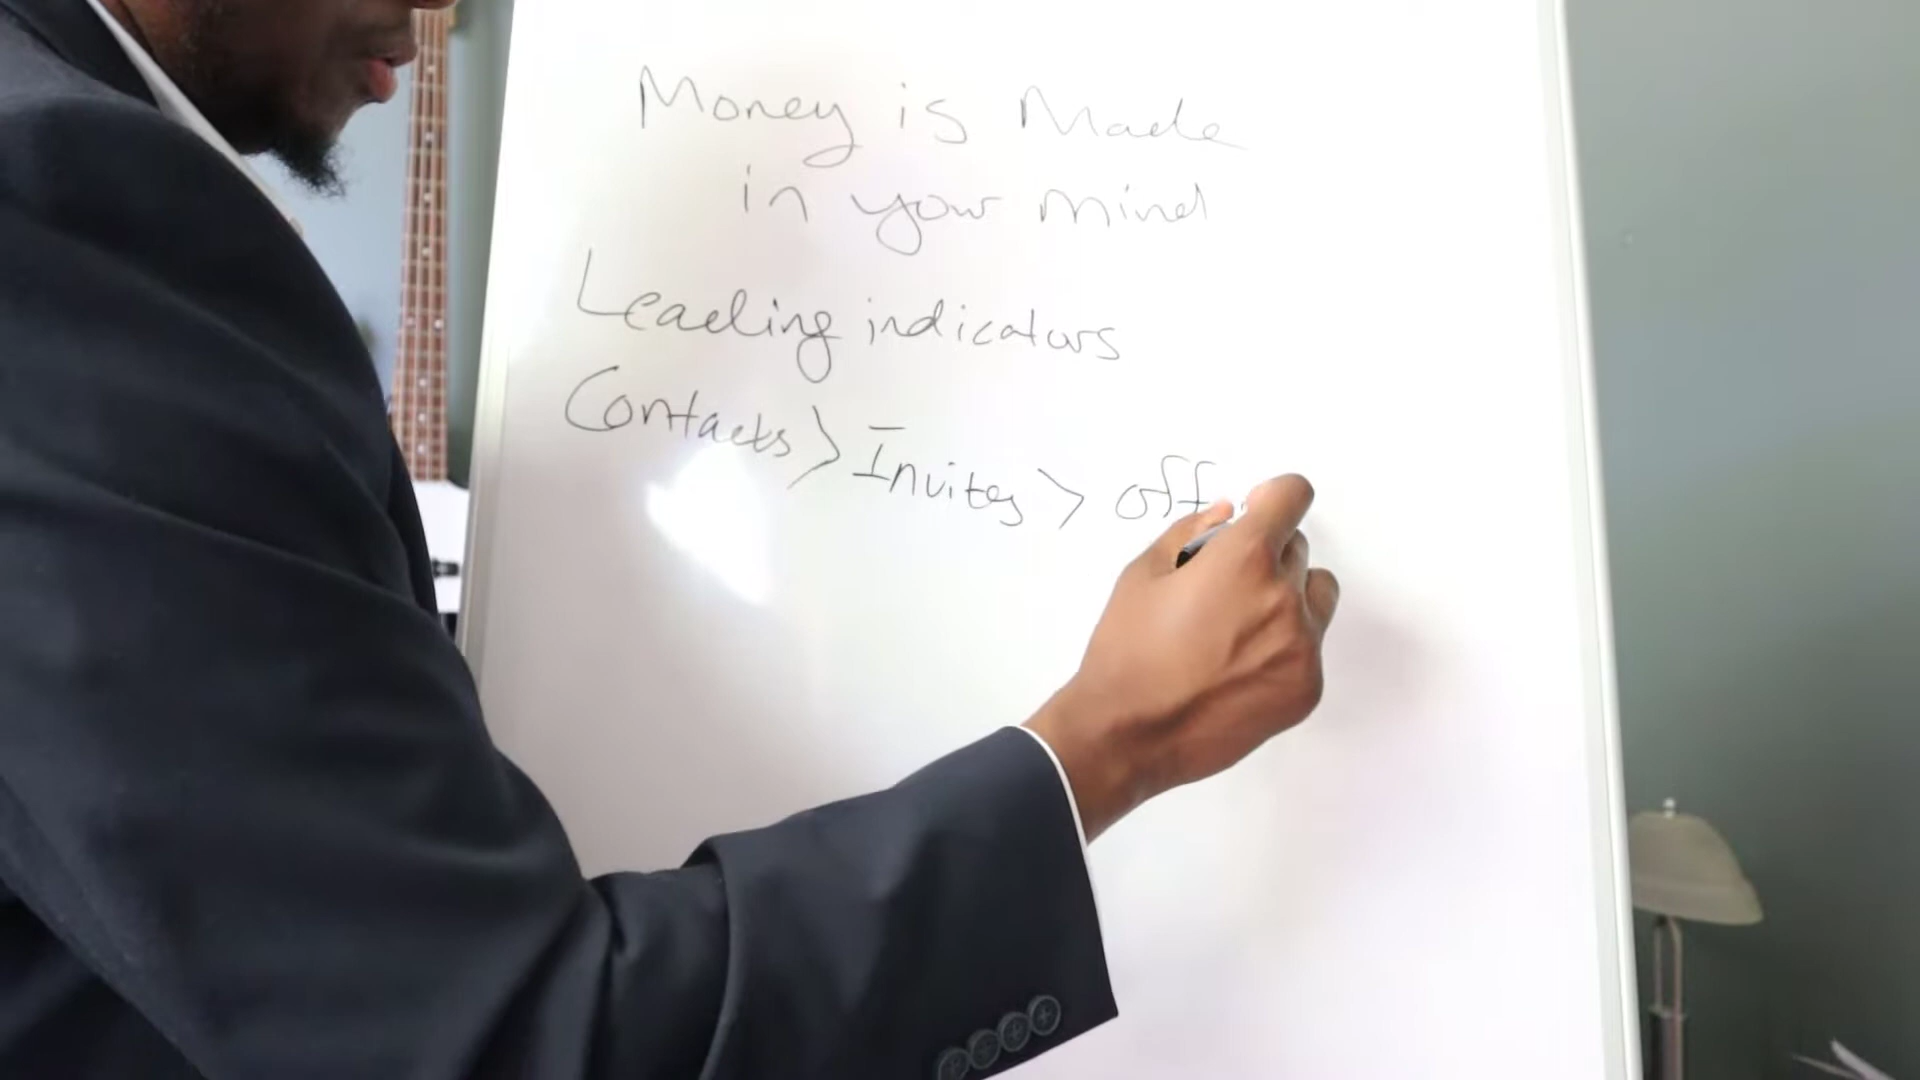 Money is Made
in your mind
Leading indicators
Contacts > Invites > off